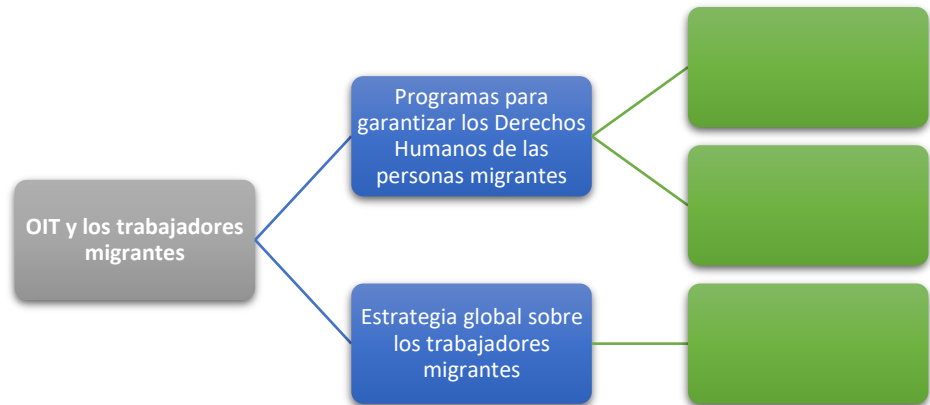 OIT y los trabajadores
migrantes
Programas para
garantizar los Derechos
Humanos de las
personas migrantes
Estrategia global sobre
los trabajadores
migrantes